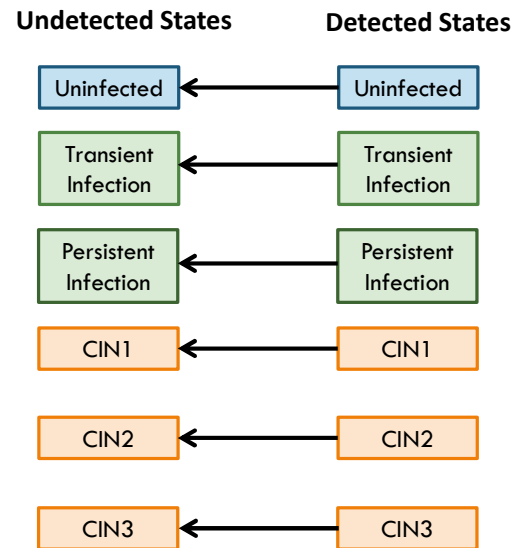 Undetected States Detected States
Uninfected Uninfected
Transient Transient
Infection Infection
Persistent Persistent
Infection Infection
CIN1 CIN1
CIN2 CIN2
CIN3 CIN3